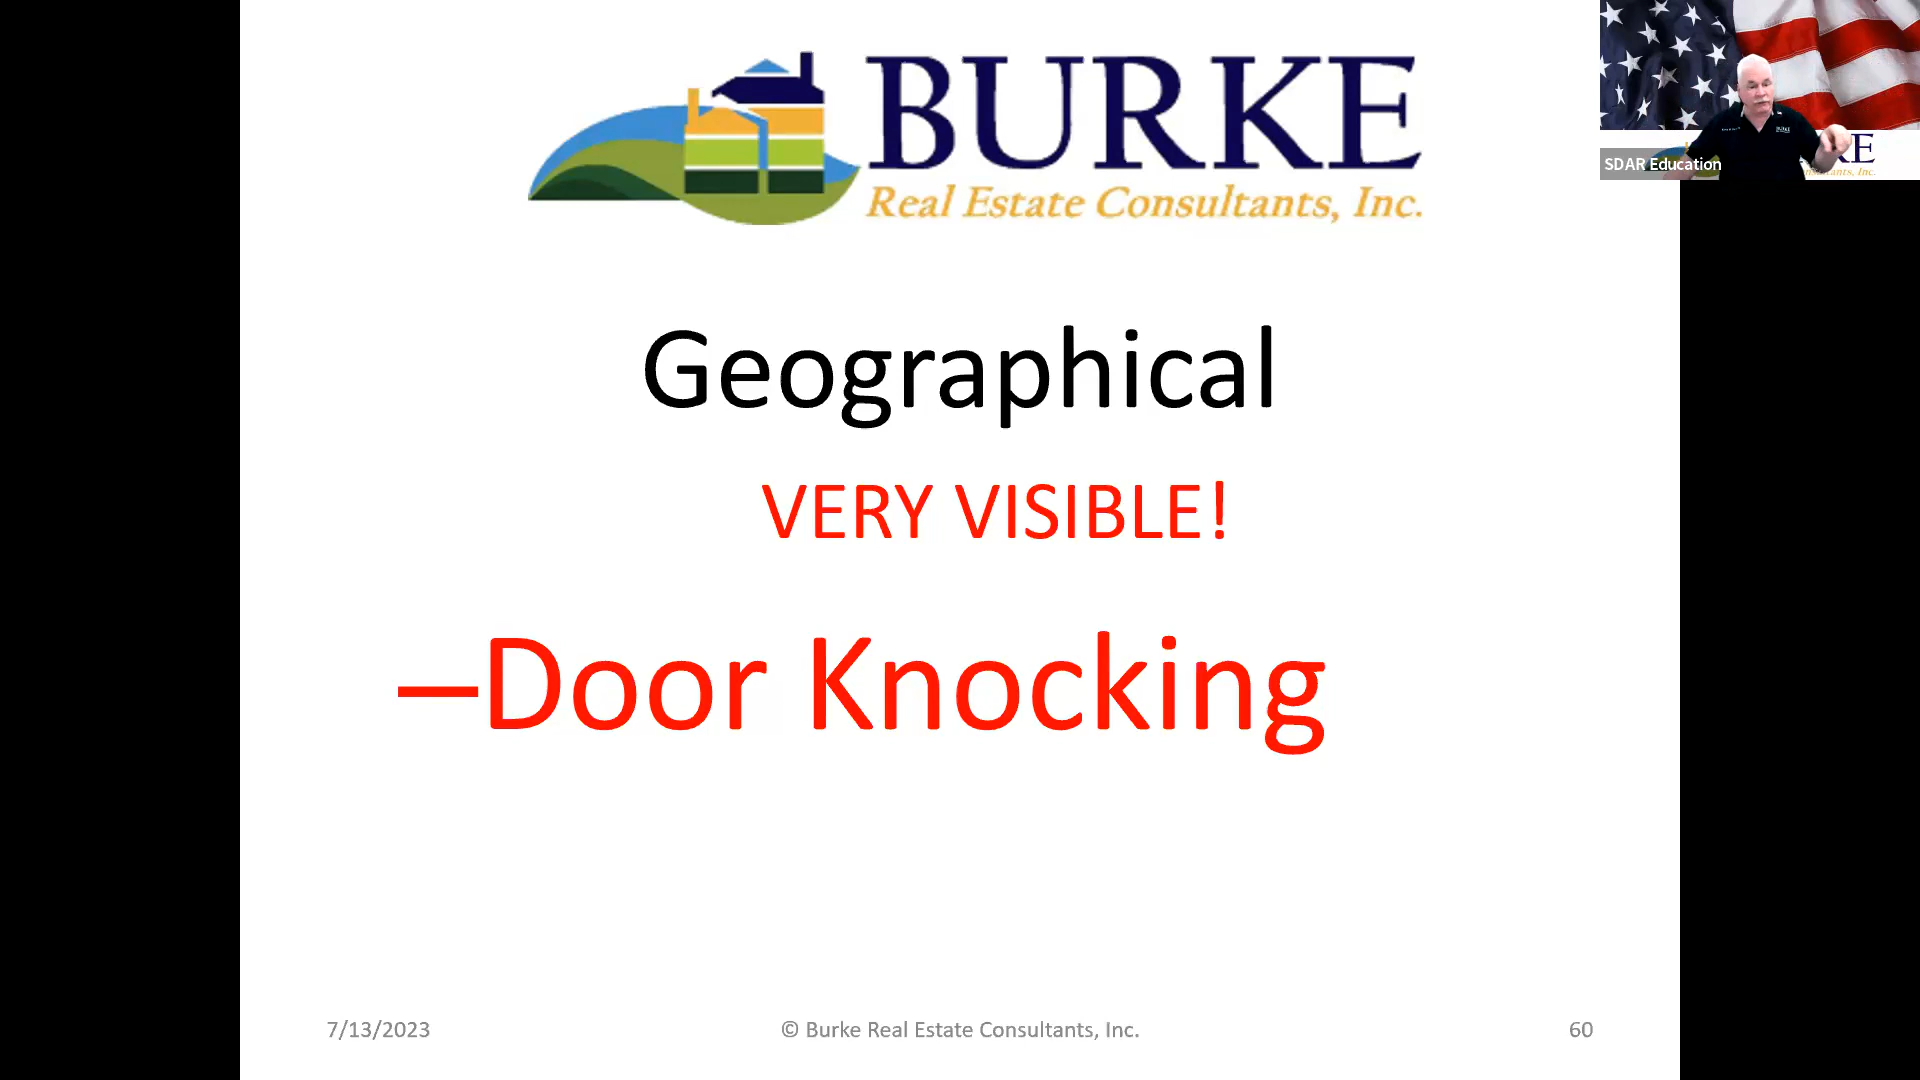 BURKE
Real Estate Consultants, Inc.
SDAR Education
BURKE
Geographical
VERY VISIBLE!
–Door Knocking
7/13/2023
© Burke Real Estate Consultants, Inc.
60